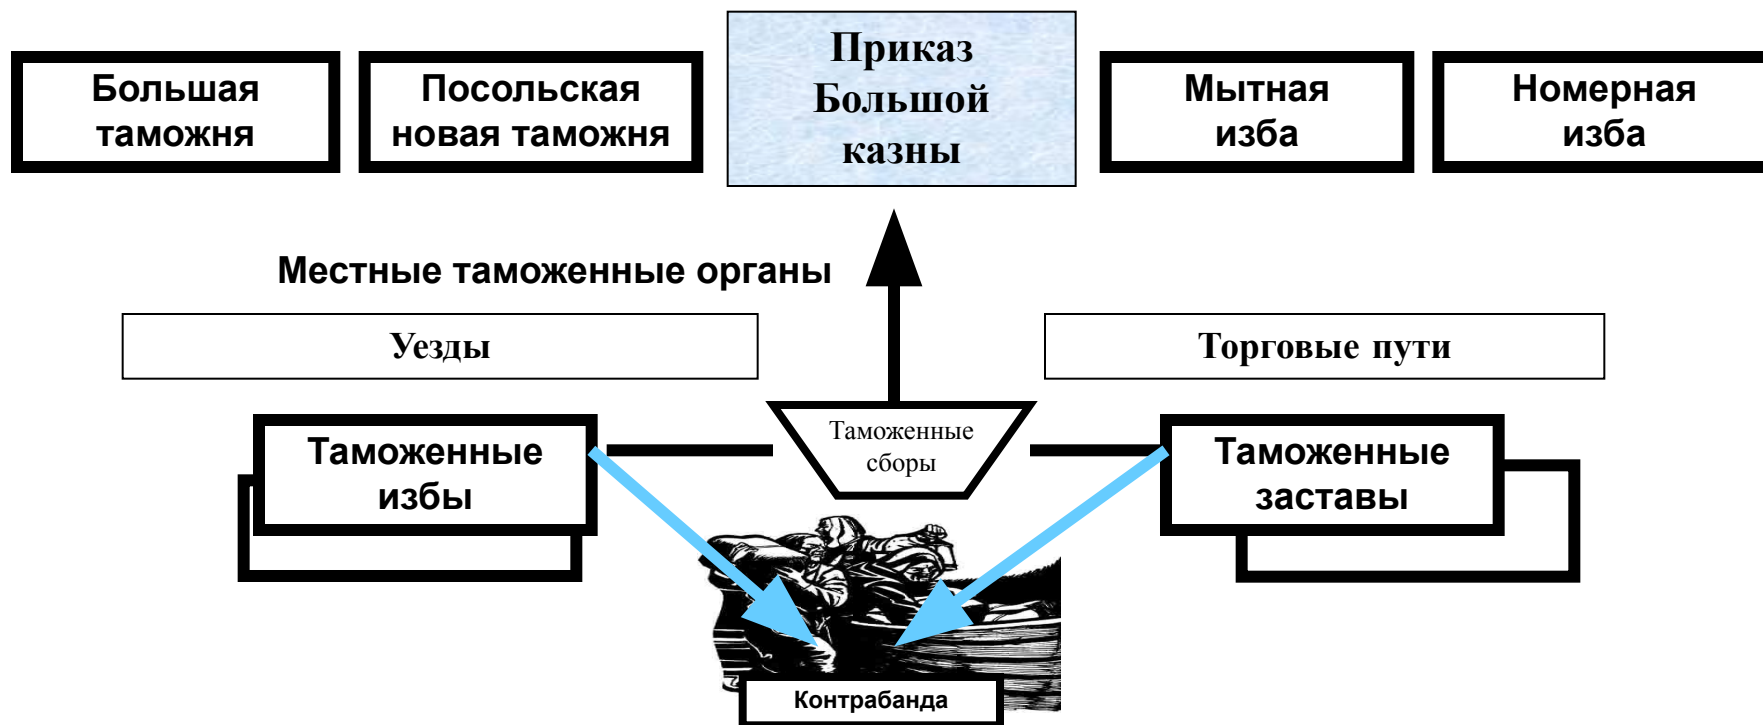 Большая
таможня
Посольская
новая таможня
Приказ
Большой
казны
Мытная
изба
Номерная
изба
Местные таможенные органы
Уезды
Торговые пути
Таможенные
избы
Таможенные
сборы
Таможенные
заставы
Контрабанда